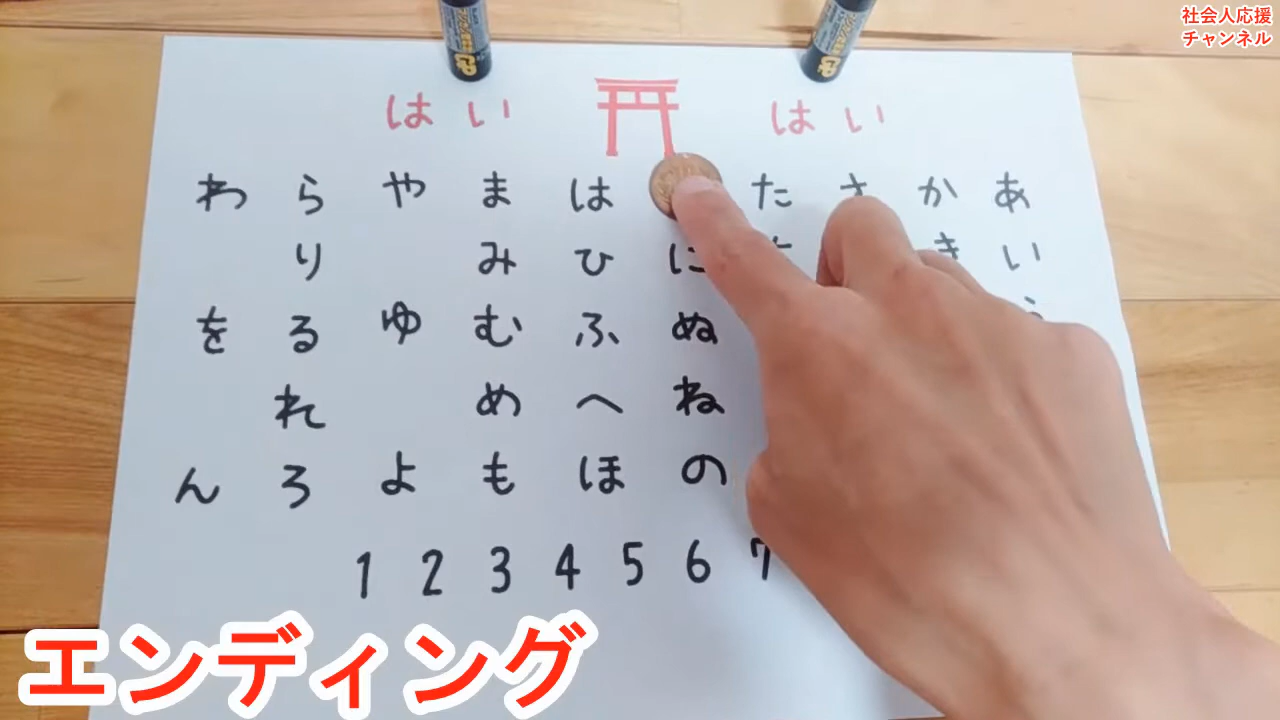 社会人応援
チャンネル
はい はい
わ ら や ま は た さ か あ
り み ひ に き い
を る ゆ む ふ ぬ
れ め へ ね
ん ろ よ も ほ の
1 2 3 4 5 6 7
エンディング